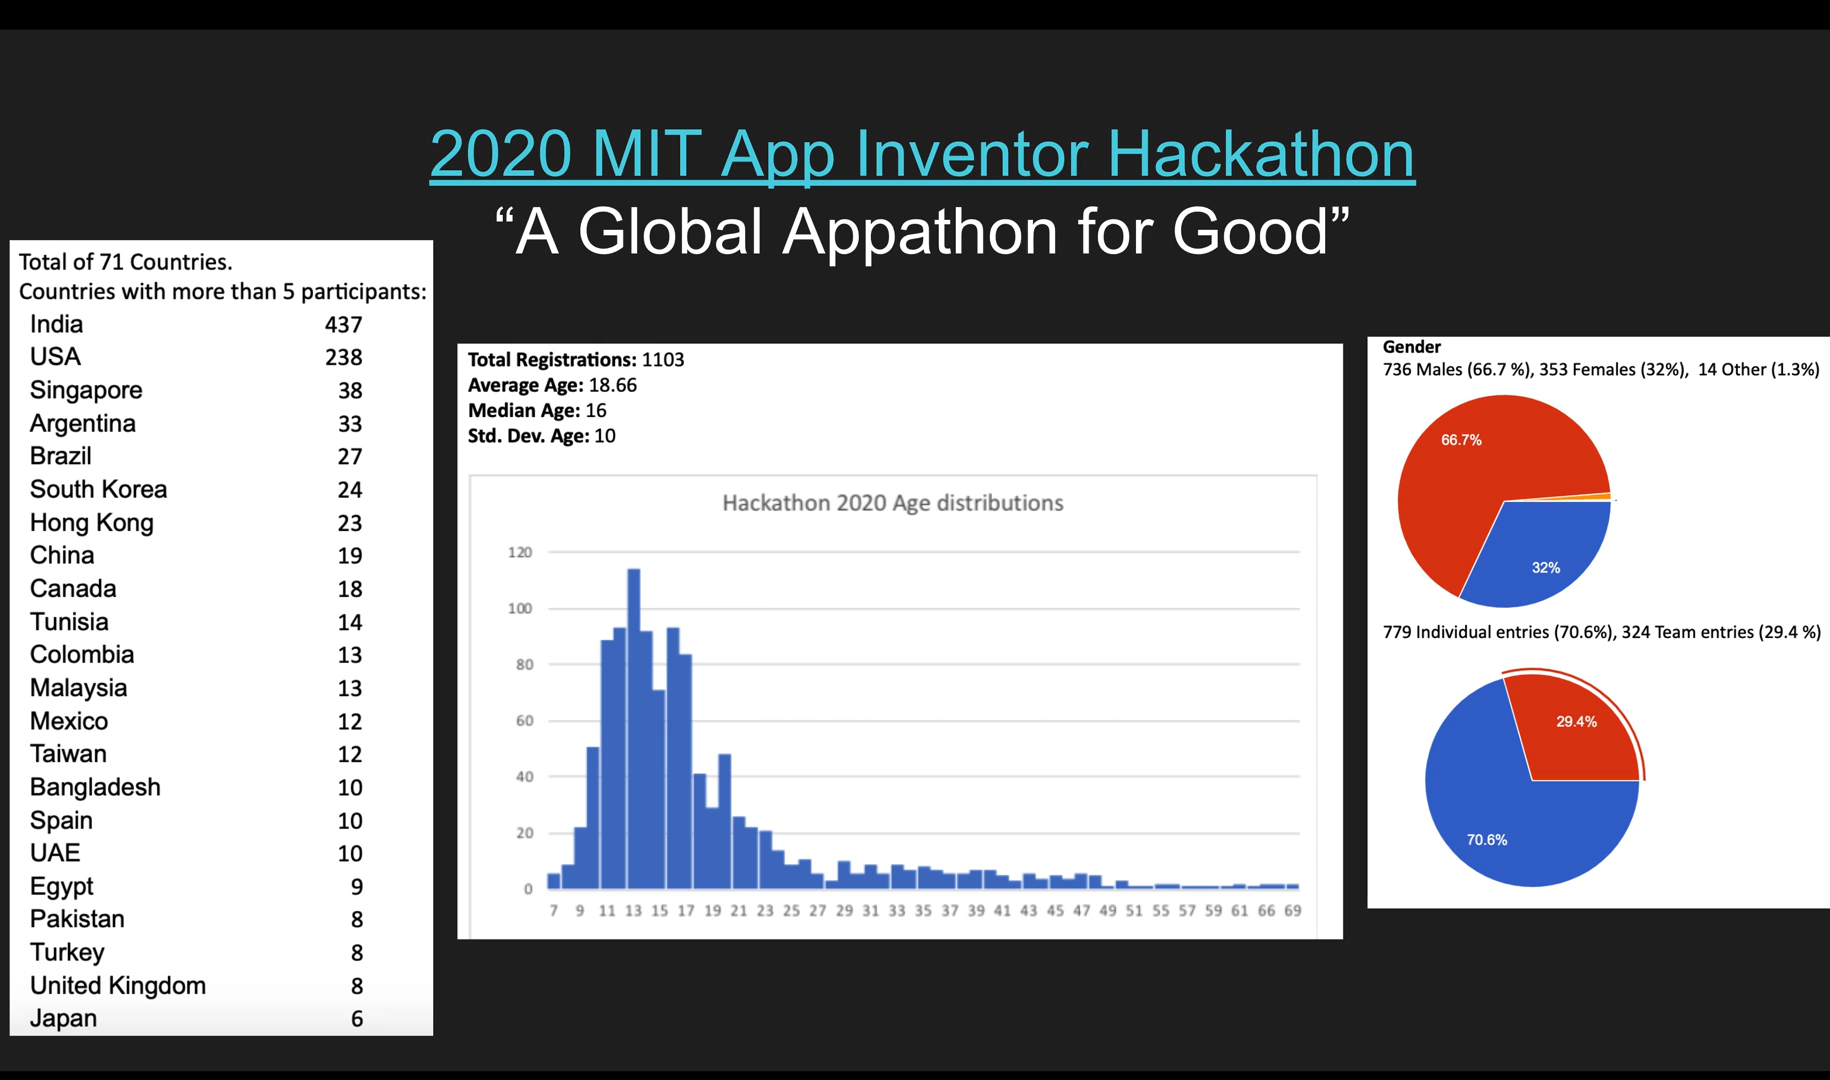 2020 MIT App Inventor Hackathon
“A Global Appathon for Good”
Total of 71 Countries.
Countries with more than 5 participants:
India 437
USA 238
Singapore 38
Argentina 33
Brazil 27
South Korea 24
Hong Kong 23
China 19
Canada 18
Tunisia 14
Colombia 13
Malaysia 13
Mexico 12
Taiwan 12
Bangladesh 10
Spain 10
UAE 10
Egypt 9
Pakistan 8
Turkey 8
United Kingdom 8
Japan 6
Total Registrations: 1103
Average Age: 18.66
Median Age: 16
Std. Dev. Age: 10
Hackathon 2020 Age distributions
120
100
80
60
40
20
0
7 9 11 13 15 17 19 21 23 25 27 29 31 33 35 37 39 41 43 45 47 49 51 55 57 59 61 66 69
Gender
736 Males (66.7 %), 353 Females (32%), 14 Other (1.3%)
66.7%
32%
779 Individual entries (70.6%), 324 Team entries (29.4 %)
29.4%
70.6%